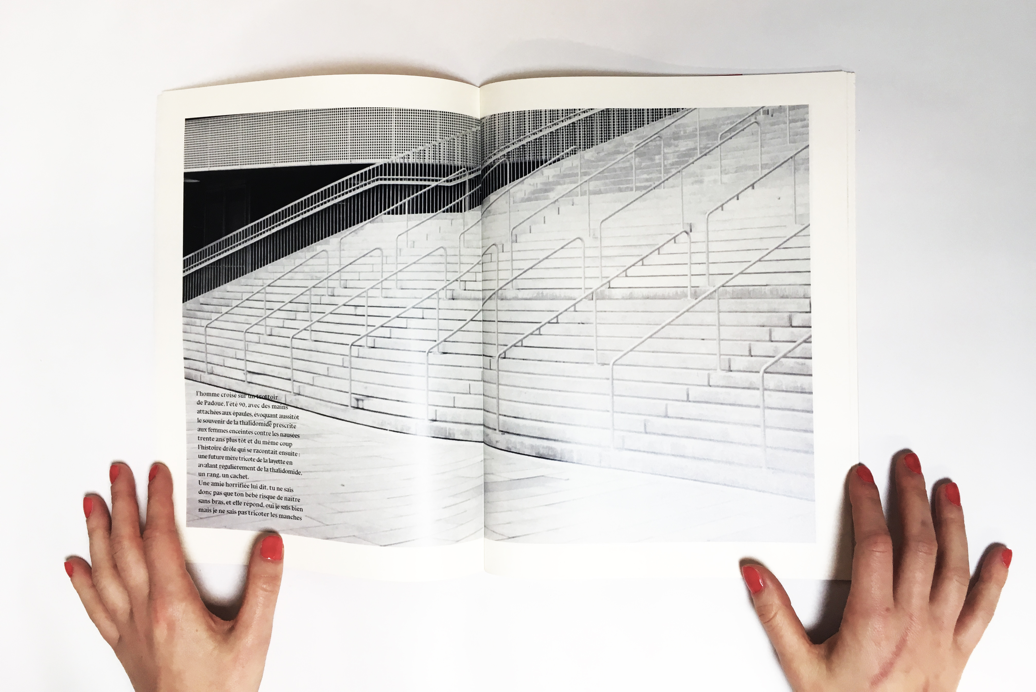 l'homme croisé sur un trottoir
de Padoue, l'été 90, avec des mains
attachées aux épaules, évoquant aussitôt
le souvenir de la thalidomide prescrite
aux femmes enceintes contre les nausées
trente ans plus tôt et du même coup
l'histoire drôle qui se racontait ensuite :
une future mère tricote de la layette en
avalant régulièrement de la thalidomide,
un rang, un cachet.
Une amie horrifiée lui dit, tu ne sais
donc pas que ton bébé risque de naître
sans bras, et elle répond, oui je sais bien
mais je ne sais pas tricoter les manches